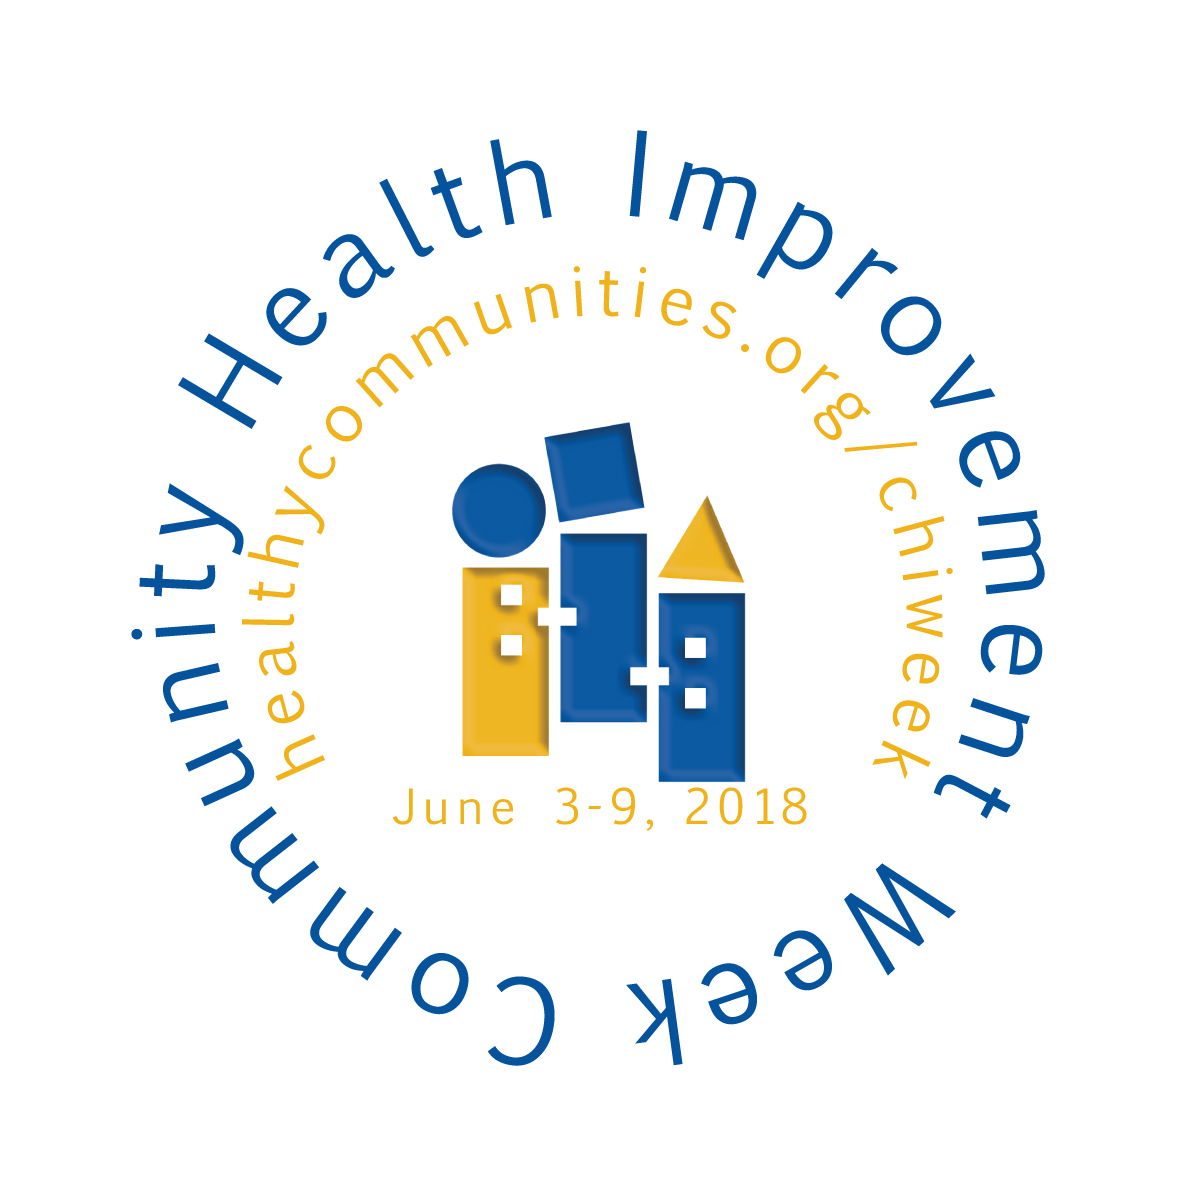 Community Health Improvement Week
healthycommunities.org/chiweek
June 3-9, 2018